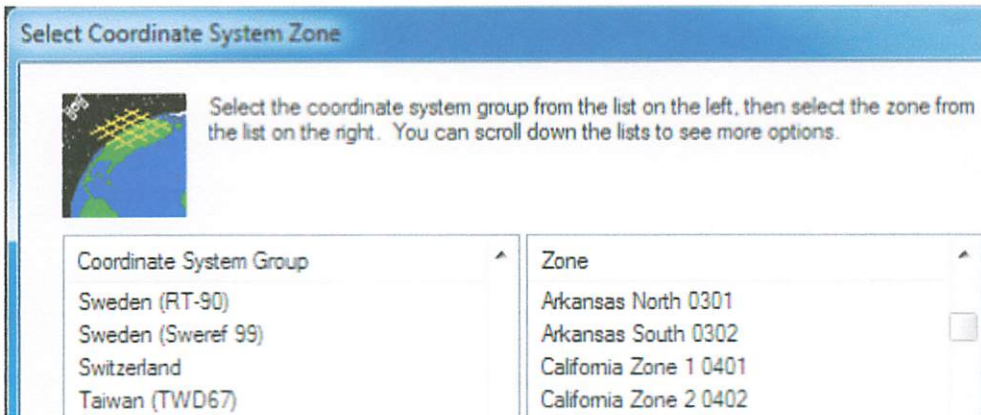 Select Coordinate System Zone
Select the coordinate system group from the list on the left, then select the zone from
the list on the right. You can scroll down the lists to see more options.
Coordinate System Group
Sweden (RT-90)
Sweden (Sweref 99)
Switzerland
Taiwan (TWD67)
Zone
Arkansas North 0301
Arkansas South 0302
California Zone 1 0401
California Zone 2 0402